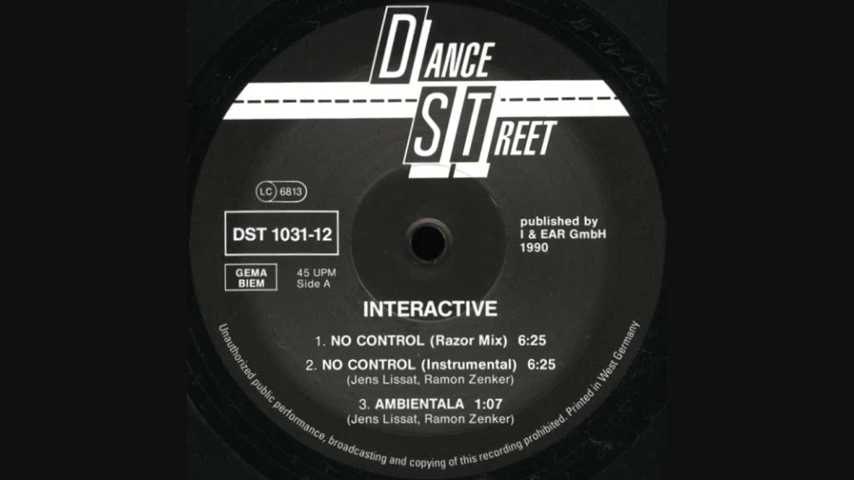 DANCE
STREET
LC 6813
DST 1031-12
GEMA
BIEM
45 UPM
Side A
published by
I & EAR GmbH
1990
INTERACTIVE
1. NO CONTROL (Razor Mix) 6:25
2. NO CONTROL (Instrumental) 6:25
(Jens Lissat, Ramon Zenker)
3. AMBIENTALA 1:07
(Jens Lissat, Ramon Zenker)
Unauthorized public performance, broadcasting and copying of this recording prohibited. Printed in West Germany